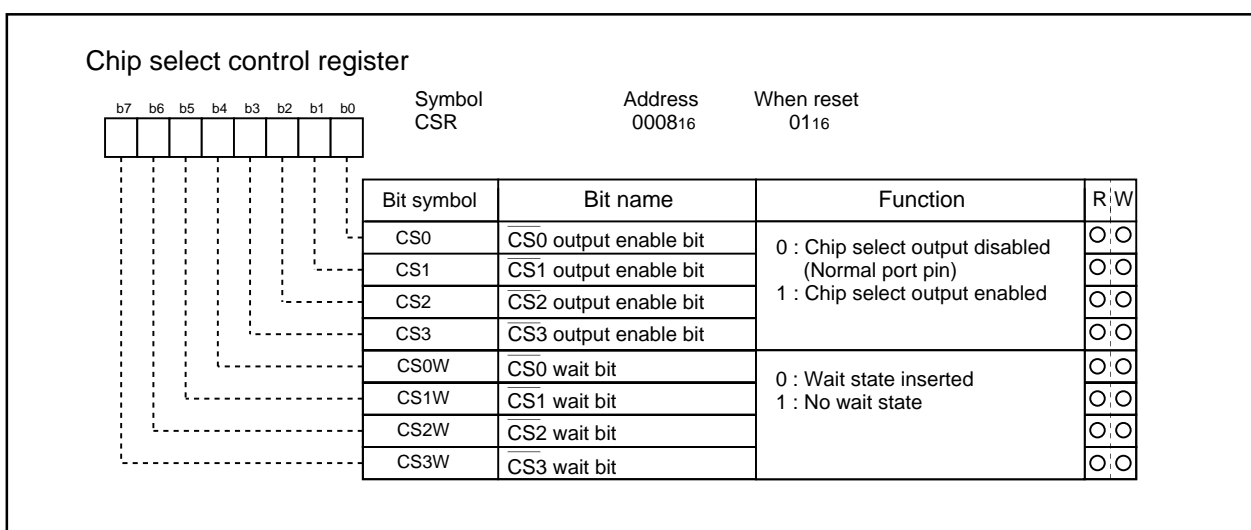 Chip select control register
b7 b6 b5 b4 b3 b2 b1 b0
Symbol Address When reset
CSR 000816 0116
Bit symbol Bit name Function R W
CS0 CS0 output enable bit 0 : Chip select output disabled
(Normal port pin)
1 : Chip select output enabled
CS1 CS1 output enable bit
CS2 CS2 output enable bit
CS3 CS3 output enable bit
CS0W CS0 wait bit 0 : Wait state inserted
1 : No wait state
CS1W CS1 wait bit
CS2W CS2 wait bit
CS3W CS3 wait bit